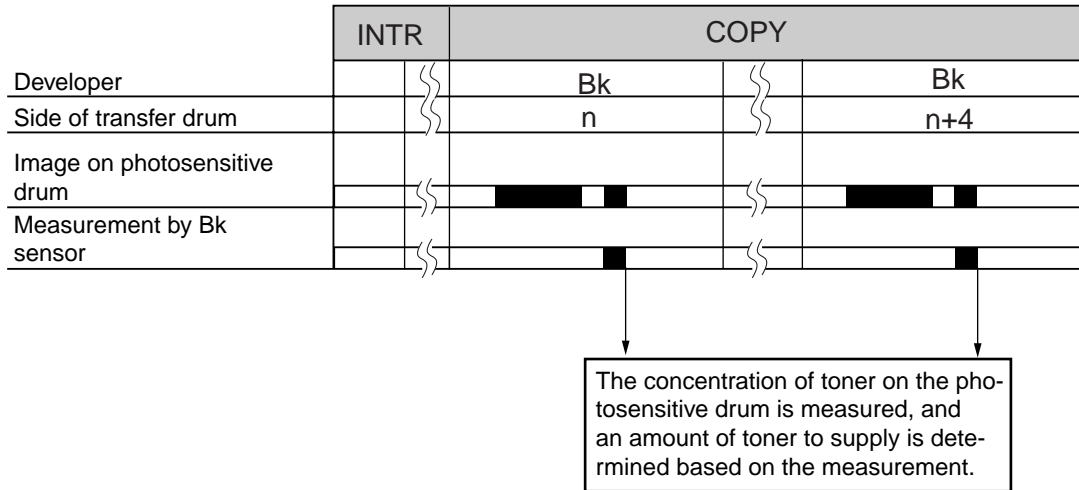 INTR COPY
Developer Bk Bk
Side of transfer drum n n+4
Image on photosensitive
drum
Measurement by Bk
sensor
The concentration of toner on the pho-
tosensitive drum is measured, and
an amount of toner to supply is dete-
rmined based on the measurement.